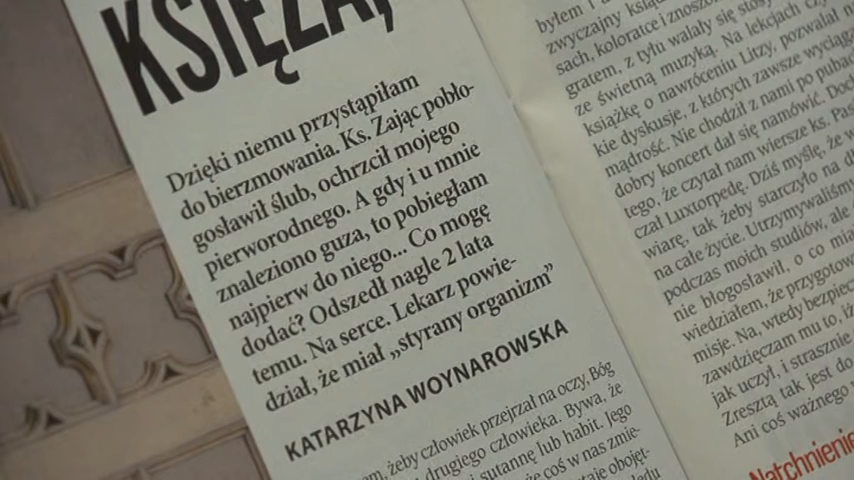 KSIĘŻA,
Dzięki niemu przystąpiłam
do bierzmowania. Ks. Zając pobło-
gosławił ślub, ochrzcił mojego
pierworodnego. A gdy i u mnie
znaleziono guza, to pobiegłam
najpierw do niego... Co mogę
dodać? Odszedł nagle 2 lata
temu. Na serce. Lekarz powie-
dział, że miał „styrany organizm”
KATARZYNA WOYNAROWSKA
żeby człowiek przejrzał na oczy, Bóg
drugiego człowieka. Bywa, że
sutannę lub habit. Jego
coś w nas zmie-
obojęt-
byłem i
zwyczajny
sach, koloratce i
gratem, z tyłu walały się
ze świetną muzyką. Na lekcjach
książkę o nawróceniu Litzy, pozwalał
kie dyskusje, z których zawsze
mądrość. Nie chodził z nami po
dobry koncert dał się namówić.
tego, że czytał nam wiersze ks.
czał Luxtorpedę. Dziś myślę, że
wiarę, tak żeby starczyło na
na całe życie. Utrzymywaliśmy
podczas moich studiów, ale
nie błogosławił, o co
wiedziałem, że
misje. Na, wtedy
zawdzięczam mu to, iż
jak uczył, i strasznie
Zresztą tak jest do
Ani coś ważnego
Natchnienie